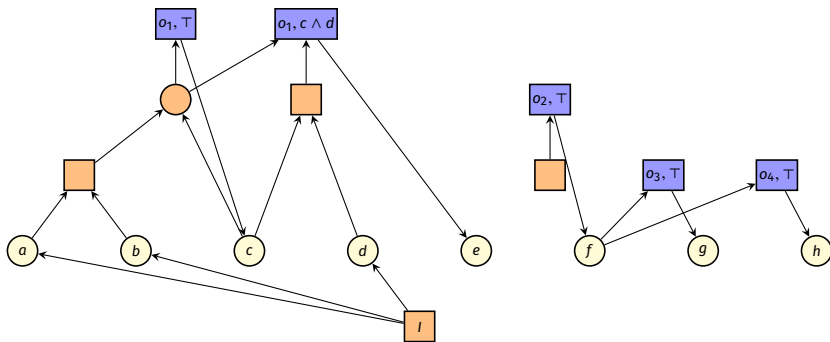 o₁, ⊤
o₁, c ∧ d
o₂, ⊤
o₃, ⊤
o₄, ⊤
a
b
c
d
e
f
g
h
I